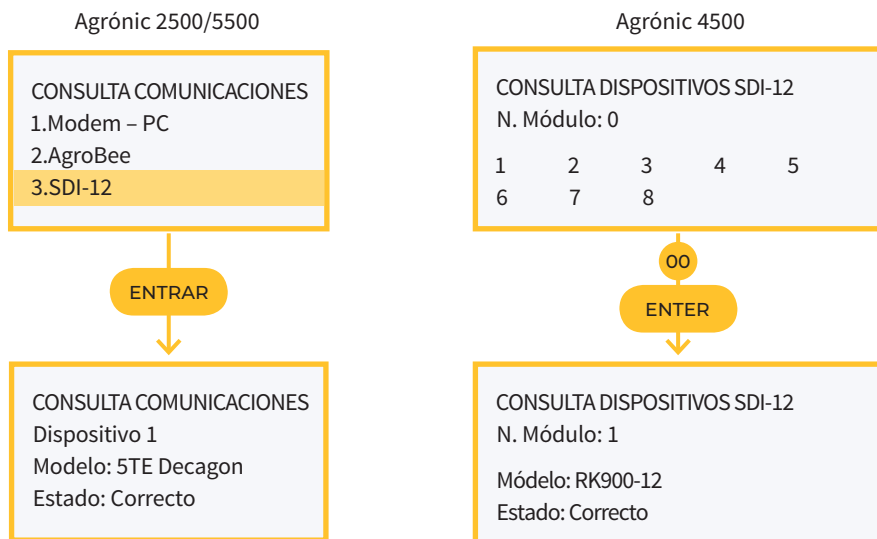 Agrónic 2500/5500
CONSULTA COMUNICACIONES
1.Modem – PC
2.AgroBee
3.SDI-12
ENTRAR
CONSULTA COMUNICACIONES
Dispositivo 1
Modelo: 5TE Decagon
Estado: Correcto
Agrónic 4500
CONSULTA DISPOSITIVOS SDI-12
N. Módulo: 0
1 2 3 4 5
6 7 8
00
ENTER
CONSULTA DISPOSITIVOS SDI-12
N. Módulo: 1
Módelo: RK900-12
Estado: Correcto